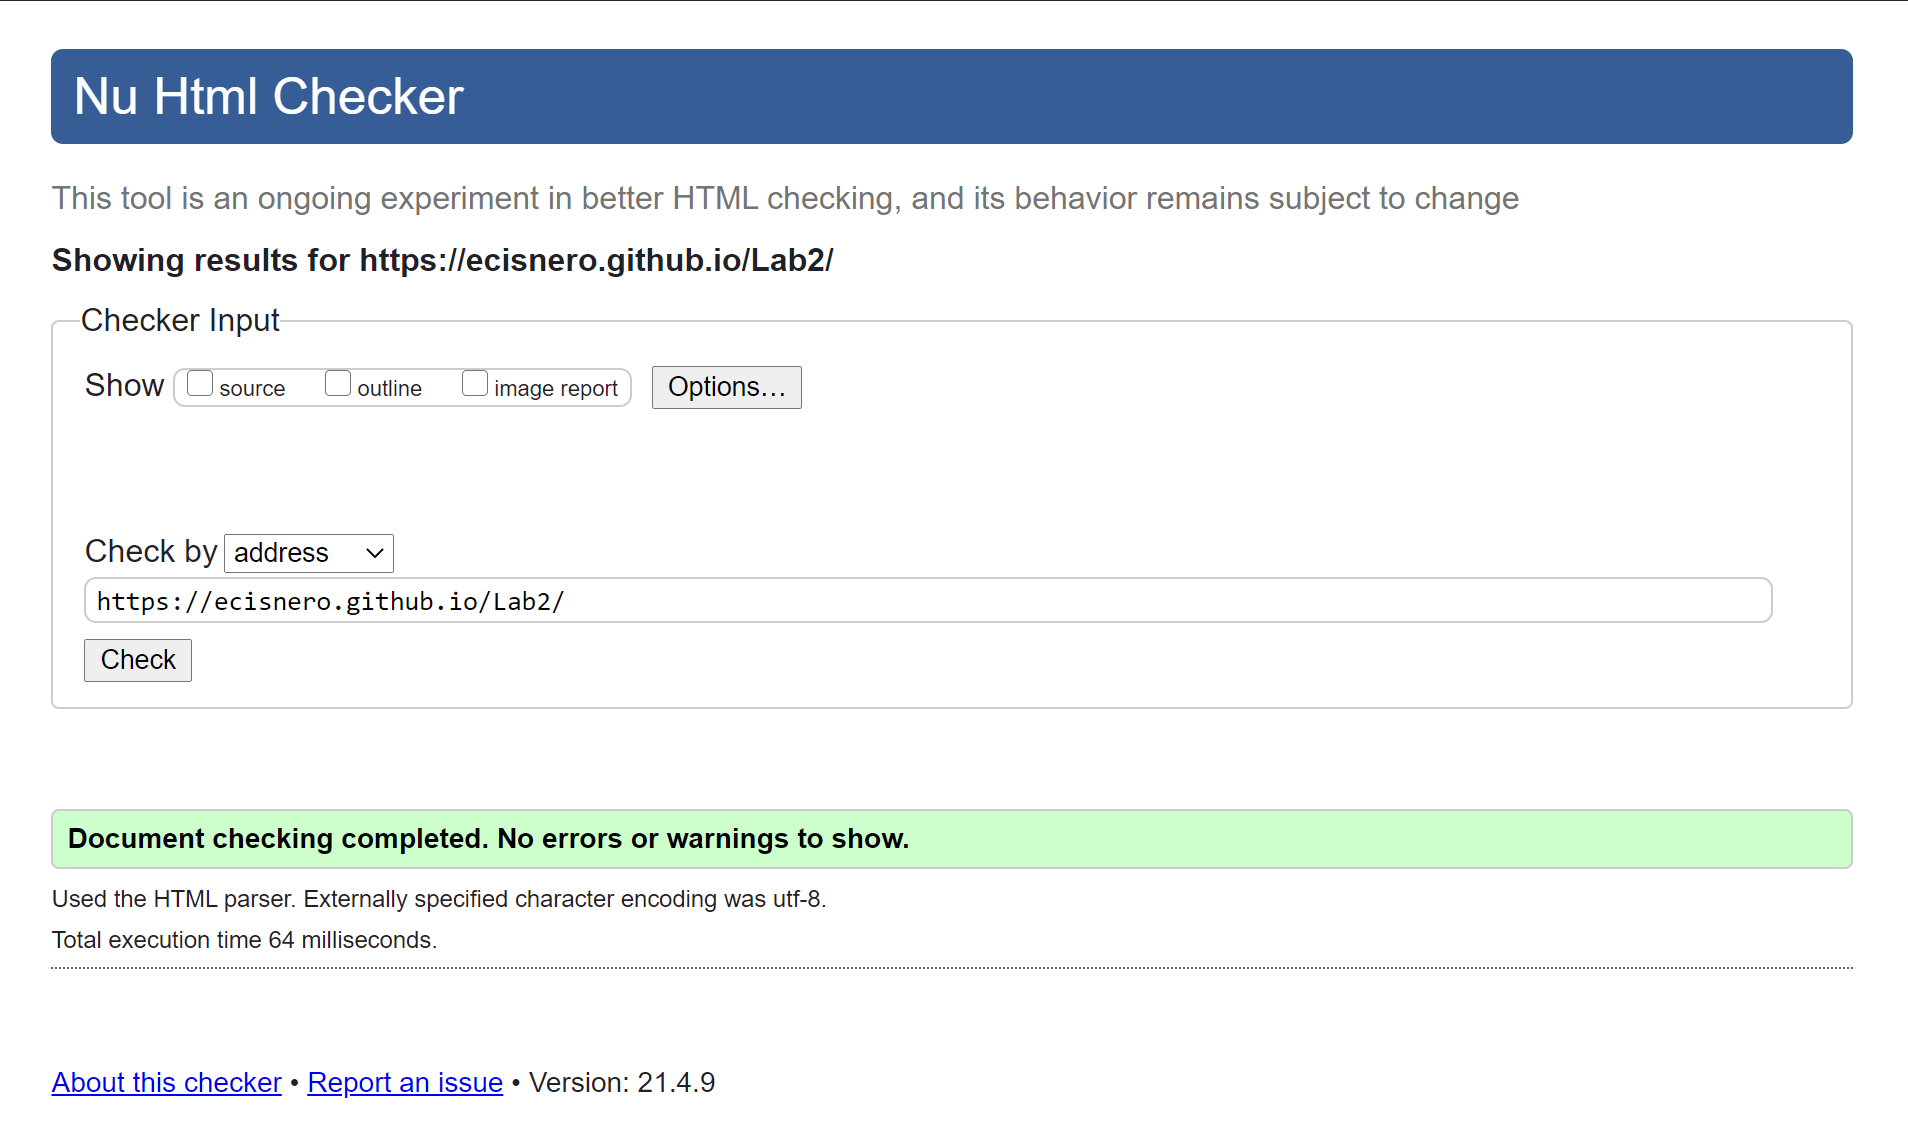 Nu Html Checker
This tool is an ongoing experiment in better HTML checking, and its behavior remains subject to change
Showing results for https://ecisnero.github.io/Lab2/
Checker Input
Show source outline image report Options...
Check by address
https://ecisnero.github.io/Lab2/
Check
Document checking completed. No errors or warnings to show.
Used the HTML parser. Externally specified character encoding was utf-8.
Total execution time 64 milliseconds.
About this checker • Report an issue • Version: 21.4.9